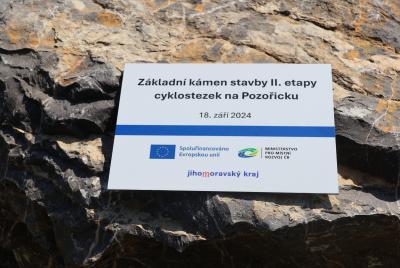 Základní kámen stavby II. etapy
cyklostezek na Pozořicku
18. září 2024
Spolufinancováno
Evropskou unií
MINISTERSTVO
PRO MÍSTNÍ
ROZVOJ ČR
jihomoravský kraj